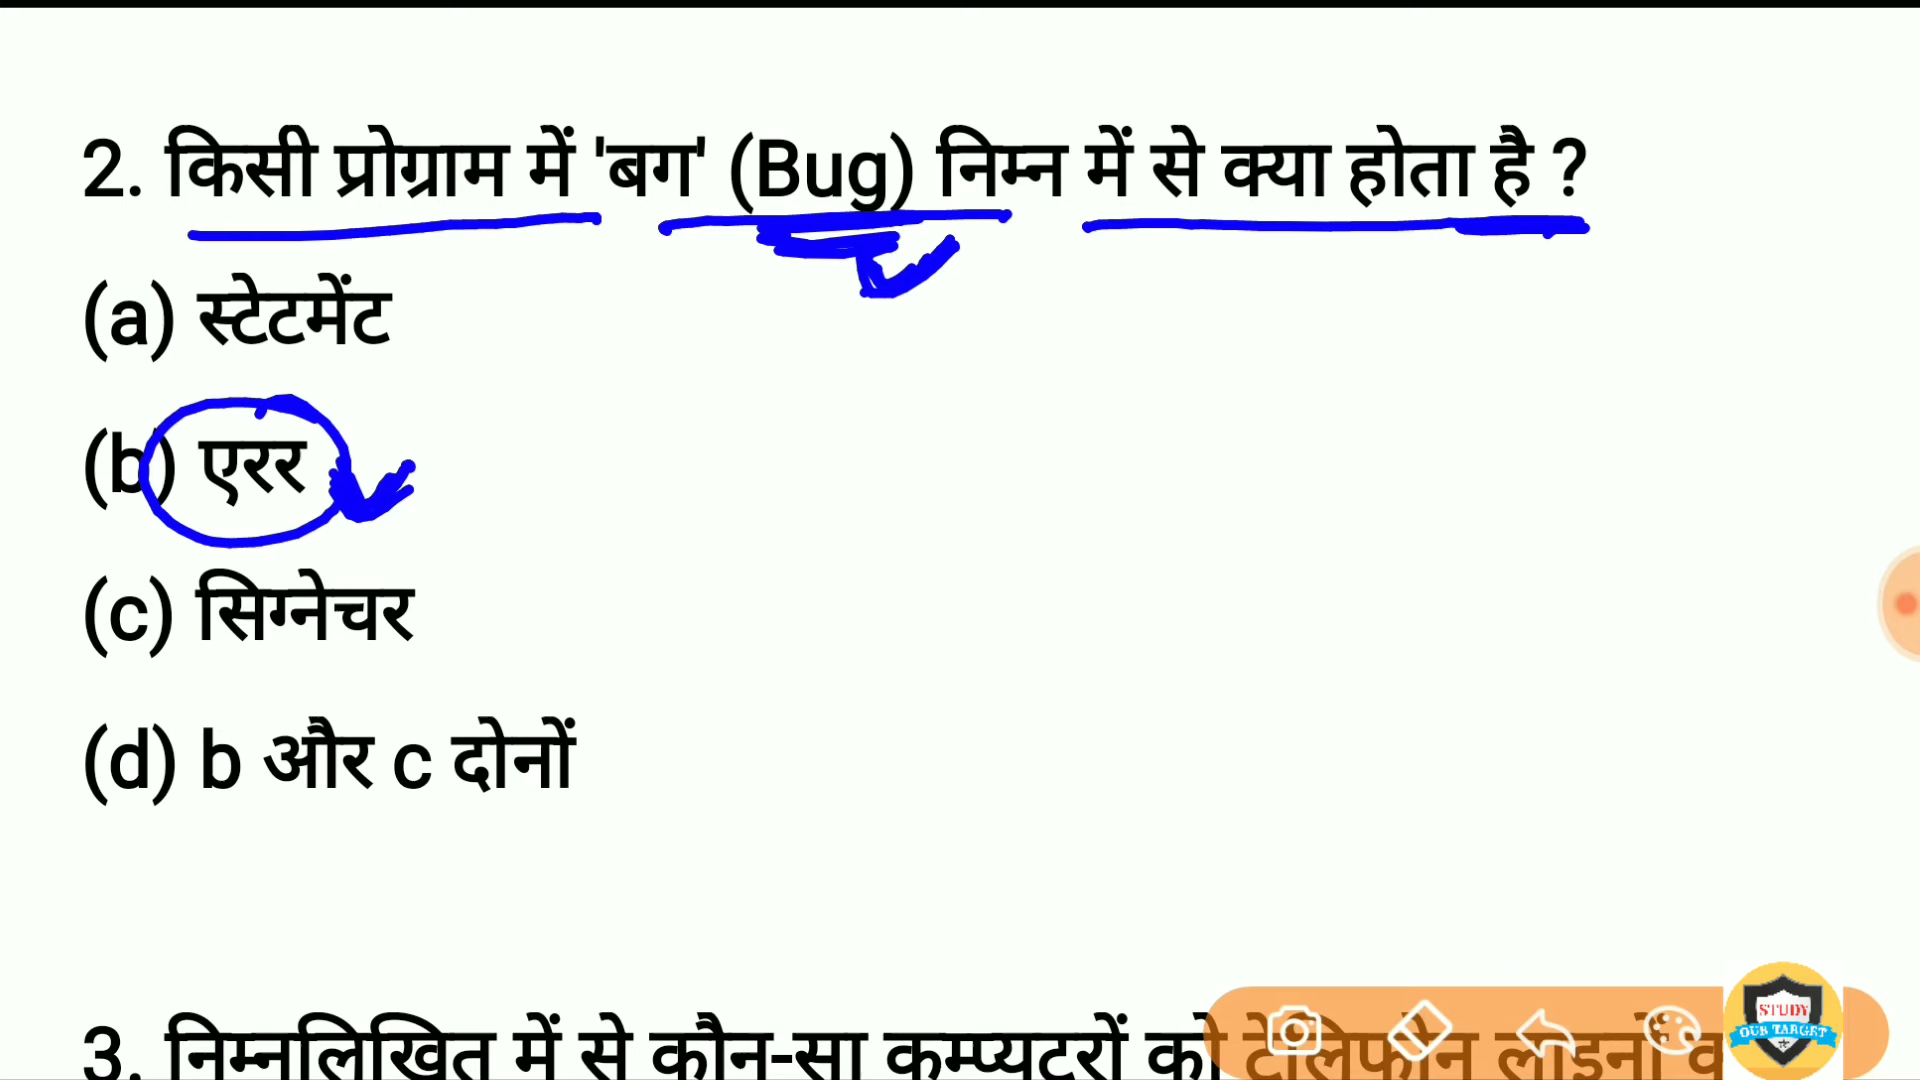 2. किसी प्रोग्राम में 'बग' (Bug) निम्न में से क्या होता है ?
(a) स्टेटमेंट
(b) एरर
(c) सिग्नेचर
(d) b और c दोनों
3. निम्नलिखित में से कौन-सा कम्प्यूटरों को टेलिफोन लाइनों
STUDY
OUR TARGET